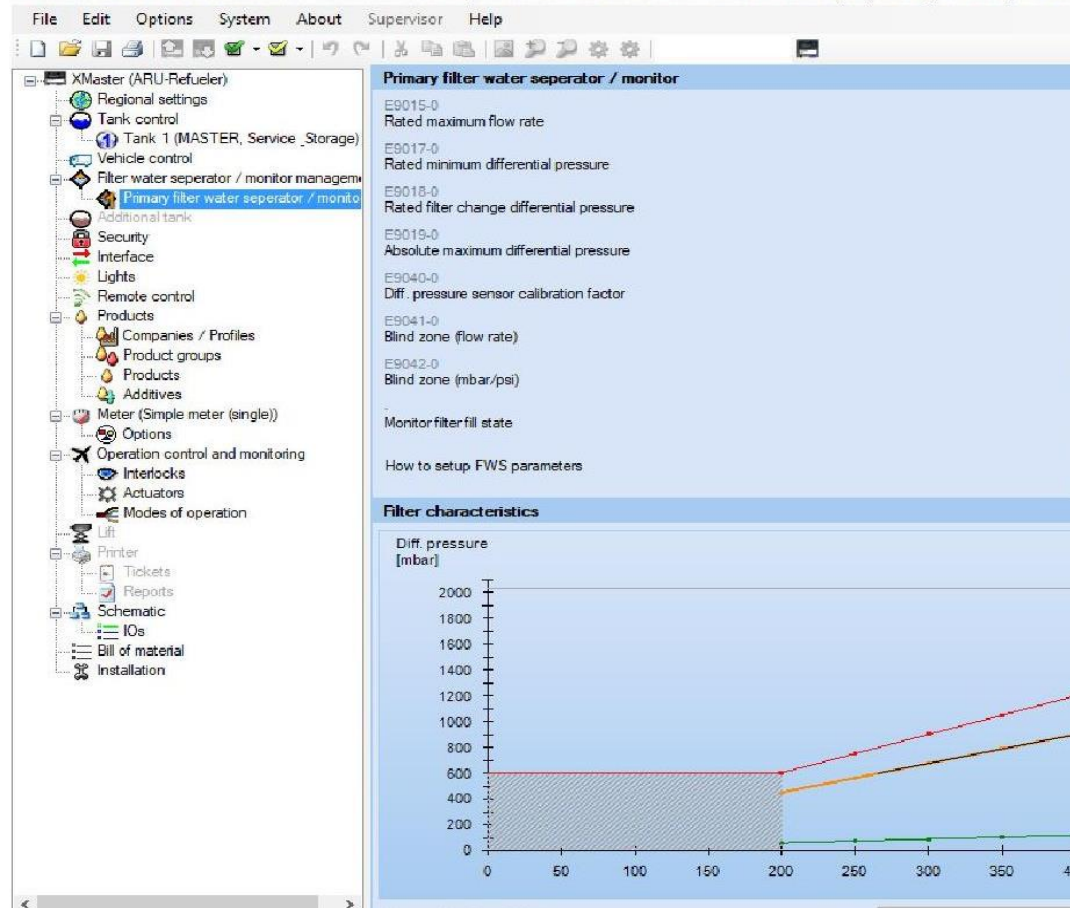 File Edit Options System About Supervisor Help
XMaster (ARU-Refueler)
Regional settings
Tank control
Tank 1 (MASTER, Service_Storage)
Vehicle control
Filter water seperator / monitor managem
Primary filter water seperator / monito
Additional tank
Security
Interface
Lights
Remote control
Products
Companies / Profiles
Product groups
Products
Additives
Meter (Simple meter (single))
Options
Operation control and monitoring
Interlocks
Actuators
Modes of operation
Lift
Printer
Tickets
Reports
Schematic
IOs
Bill of material
Installation
Primary filter water seperator / monitor
E9015-0
Rated maximum flow rate
E9017-0
Rated minimum differential pressure
E9018-0
Rated filter change differential pressure
E9019-0
Absolute maximum differential pressure
E9040-0
Diff. pressure sensor calibration factor
E9041-0
Blind zone (flow rate)
E9042-0
Blind zone (mbar/psi)
-
Monitor filter fill state
How to setup FWS parameters
Filter characteristics
Diff. pressure
[mbar]
2000
1800
1600
1400
1200
1000
800
600
400
200
0
0 50 100 150 200 250 300 350 4